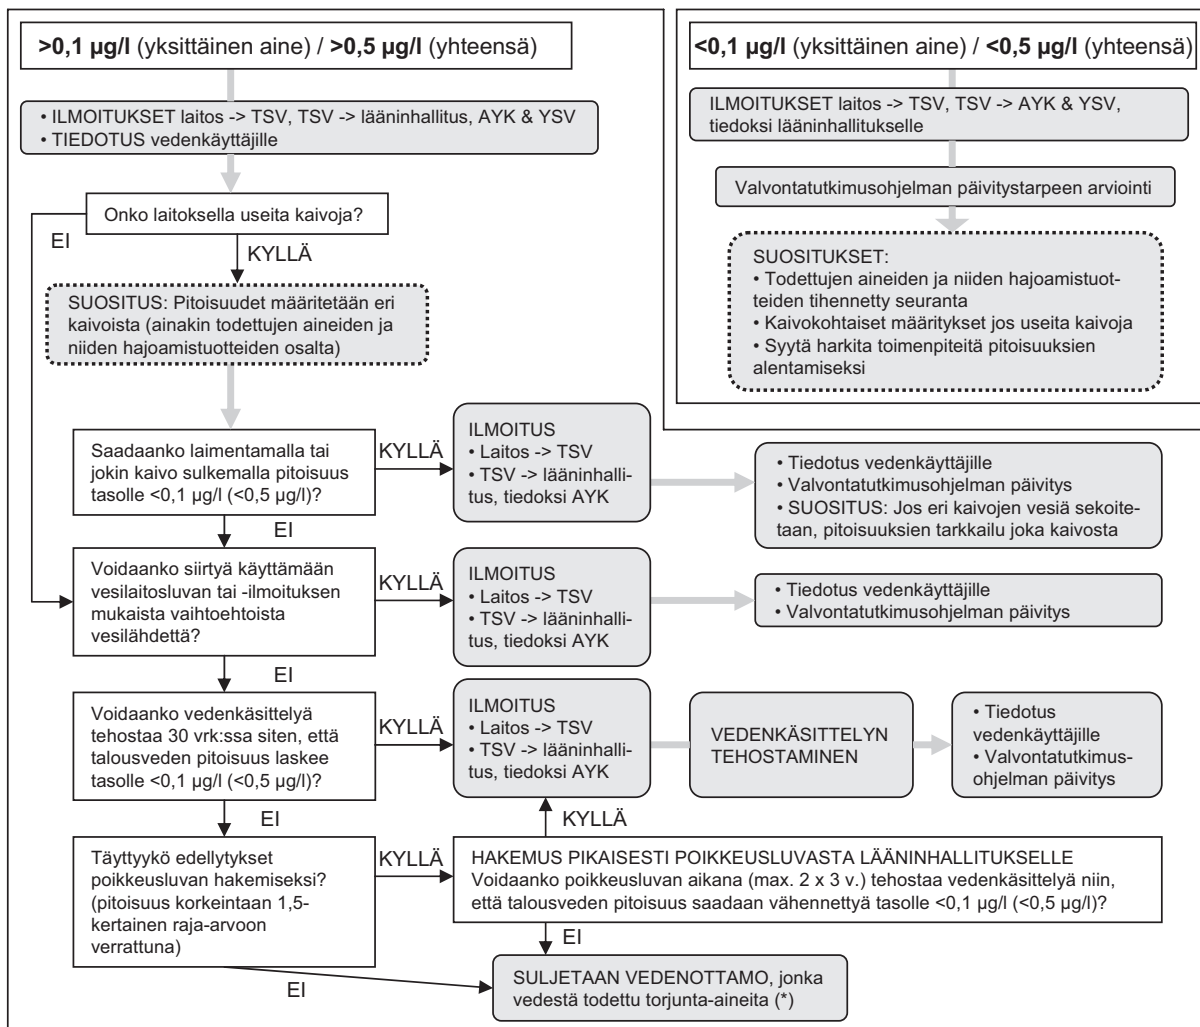 >0,1 µg/l (yksittäinen aine) / >0,5 µg/l (yhteensä)
• ILMOITUKSET laitos -> TSV, TSV -> lääninhallitus, AYK & YSV
• TIEDOTUS vedenkäyttäjille
Onko laitoksella useita kaivoja?
EI
KYLLÄ
SUOSITUS: Pitoisuudet määritetään eri
kaivoista (ainakin todettujen aineiden ja
niiden hajoamistuotteiden osalta)
<0,1 µg/l (yksittäinen aine) / <0,5 µg/l (yhteensä)
ILMOITUKSET laitos -> TSV, TSV -> AYK & YSV,
tiedoksi lääninhallitukselle
Valvontatutkimusohjelman päivitystarpeen arviointi
SUOSITUKSET:
• Todettujen aineiden ja niiden hajoamistuot-
teiden tihennetty seuranta
• Kaivokohtaiset määritykset jos useita kaivoja
• Syytä harkita toimenpiteitä pitoisuuksien
alentamiseksi
Saadaanko laimentamalla tai
jokin kaivo sulkemalla pitoisuus
tasolle <0,1 µg/l (<0,5 µg/l)?
KYLLÄ
ILMOITUS
• Laitos -> TSV
• TSV -> lääninhalli-
tus, tiedoksi AYK
• Tiedotus vedenkäyttäjille
• Valvontatutkimusohjelman päivitys
• SUOSITUS: Jos eri kaivojen vesiä sekoite-
taan, pitoisuuksien tarkkailu joka kaivosta
EI
Voidaanko siirtyä käyttämään
vesilaitosluvan tai -ilmoituksen
mukaista vaihtoehtoista
vesilähdettä?
KYLLÄ
ILMOITUS
• Laitos -> TSV
• TSV -> lääninhalli-
tus, tiedoksi AYK
• Tiedotus vedenkäyttäjille
• Valvontatutkimusohjelman päivitys
EI
Voidaanko vedenkäsittelyä
tehostaa 30 vrk:ssa siten, että
talousveden pitoisuus laskee
tasolle <0,1 µg/l (<0,5 µg/l)?
KYLLÄ
ILMOITUS
• Laitos -> TSV
• TSV -> lääninhalli-
tus, tiedoksi AYK
VEDENKÄSITTELYN
TEHOSTAMINEN
• Tiedotus
vedenkäyttäjille
• Valvontatutkimus-
ohjelman päivitys
EI
KYLLÄ
Täyttyykö edellytykset
poikkeusluvan hakemiseksi?
(pitoisuus korkeintaan 1,5-
kertainen raja-arvoon
verrattuna)
KYLLÄ
HAKEMUS PIKAISESTI POIKKEUSLUVASTA LÄÄNINHALLITUKSELLE
Voidaanko poikkeusluvan aikana (max. 2 x 3 v.) tehostaa vedenkäsittelyä niin,
että talousveden pitoisuus saadaan vähennettyä tasolle <0,1 µg/l (<0,5 µg/l)?
EI
EI
SULJETAAN VEDENOTTAMO, jonka
vedestä todettu torjunta-aineita (*)